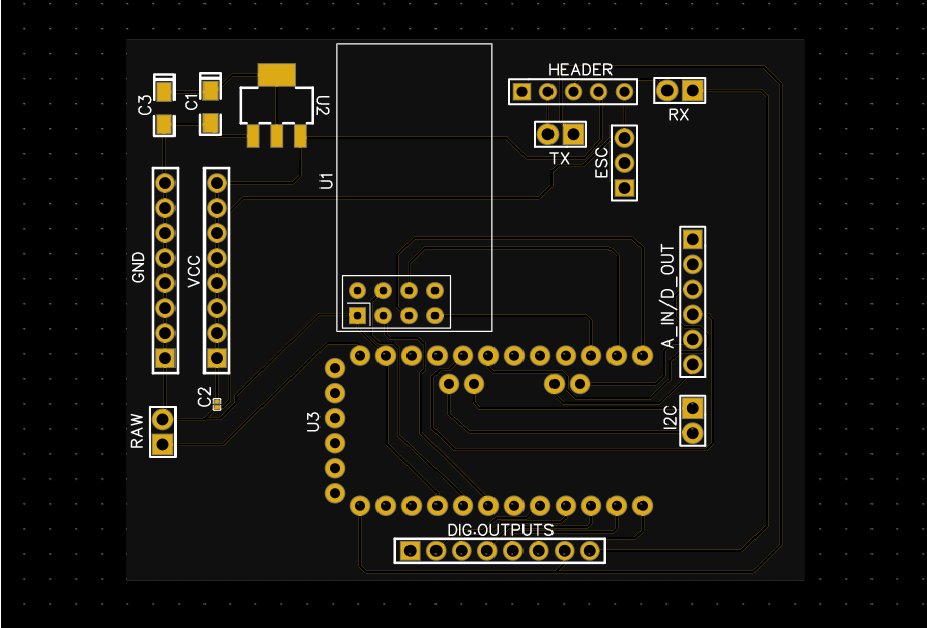 HEADER
C3
C1
U2
RX
TX
ESC
U1
GND
VCC
A_IN/D_OUT
C2
RAW
U3
I2C
DIG.OUTPUTS